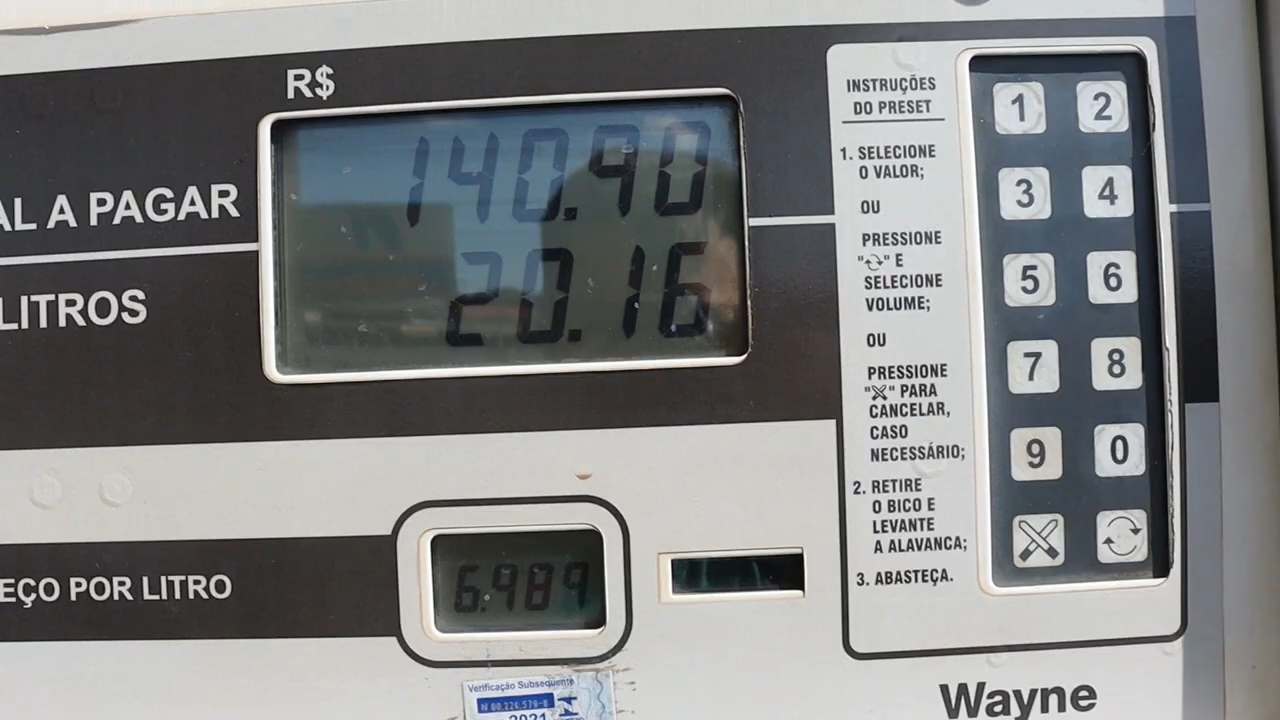 R$
AL A PAGAR
140.90
LITROS
20.16
EÇO POR LITRO
6.989
INSTRUÇÕES
DO PRESET
1. SELECIONE
O VALOR;
OU
PRESSIONE
" " E
SELECIONE
VOLUME;
OU
PRESSIONE
" " PARA
CANCELAR,
CASO
NECESSÁRIO;
2. RETIRE
O BICO E
LEVANTE
A ALAVANCA;
3. ABASTEÇA.
1 2
3 4
5 6
7 8
9 0
Verificação Subsequente
2021
Wayne